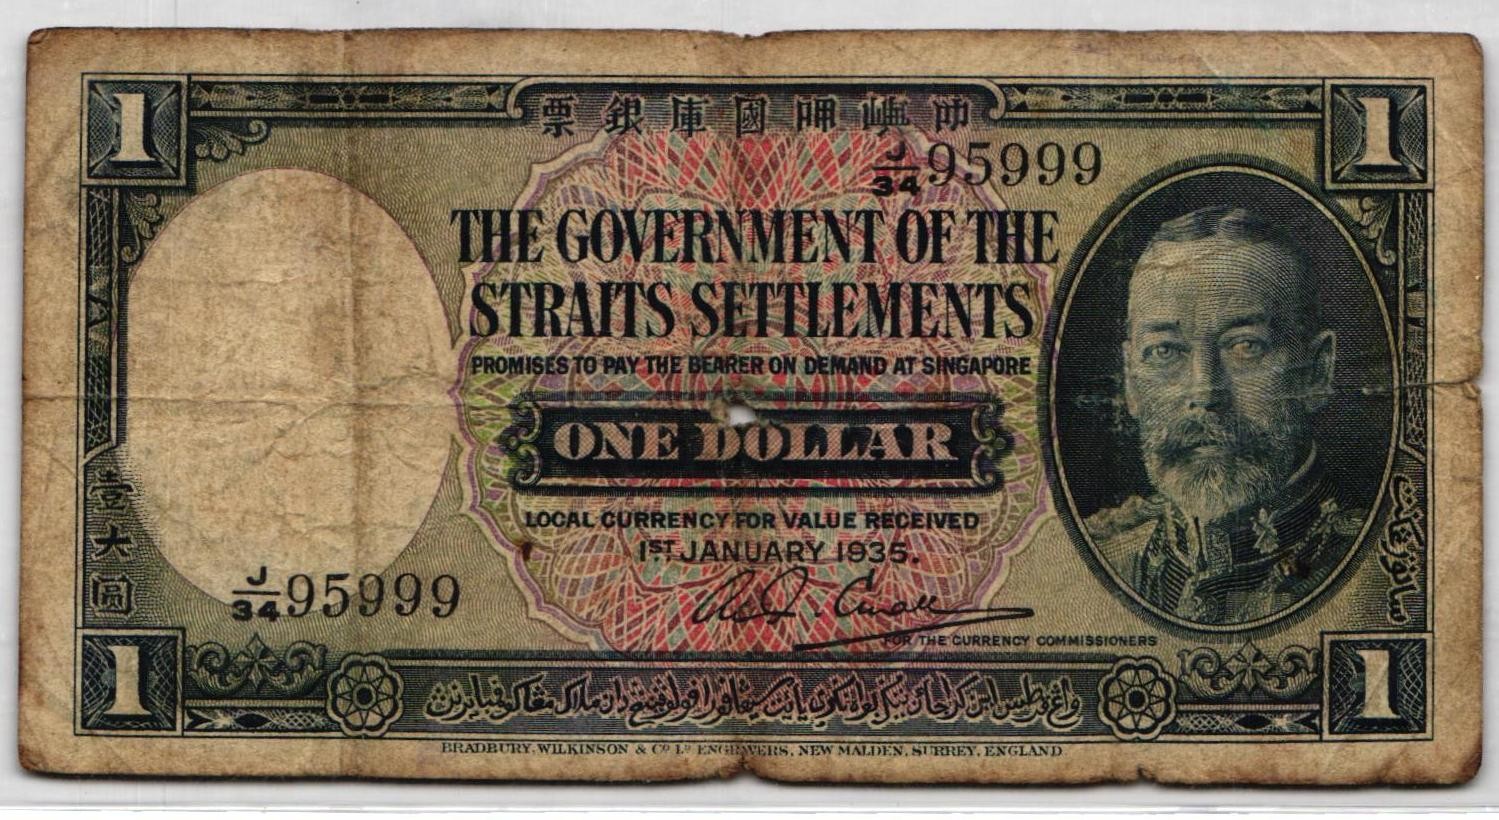 1
票銀庫國呷嶼叻
1
J/34 95999
THE GOVERNMENT OF THE
STRAITS SETTLEMENTS
PROMISES TO PAY THE BEARER ON DEMAND AT SINGAPORE
ONE DOLLAR
LOCAL CURRENCY FOR VALUE RECEIVED
1ST JANUARY 1935.
FOR THE CURRENCY COMMISSIONERS
壹大圓
J/34 95999
1
1
BRADBURY, WILKINSON & Co Ld ENGRAVERS, NEW MALDEN, SURREY, ENGLAND